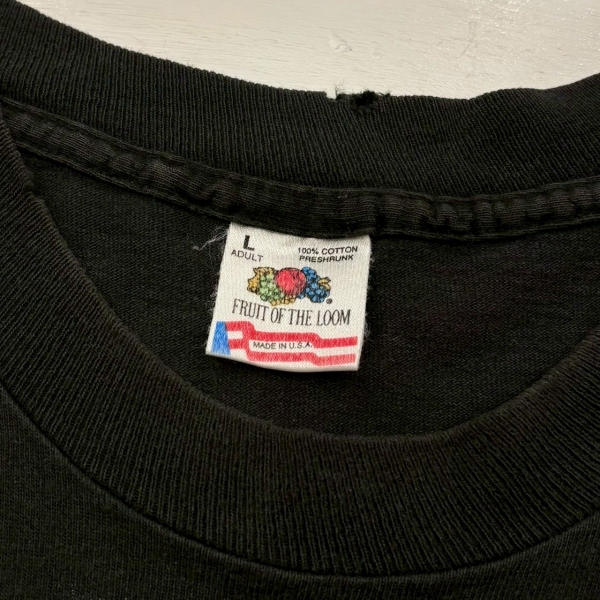 L
ADULT
100% COTTON
PRESHRUNK
®
FRUIT OF THE LOOM
MADE IN U.S.A.